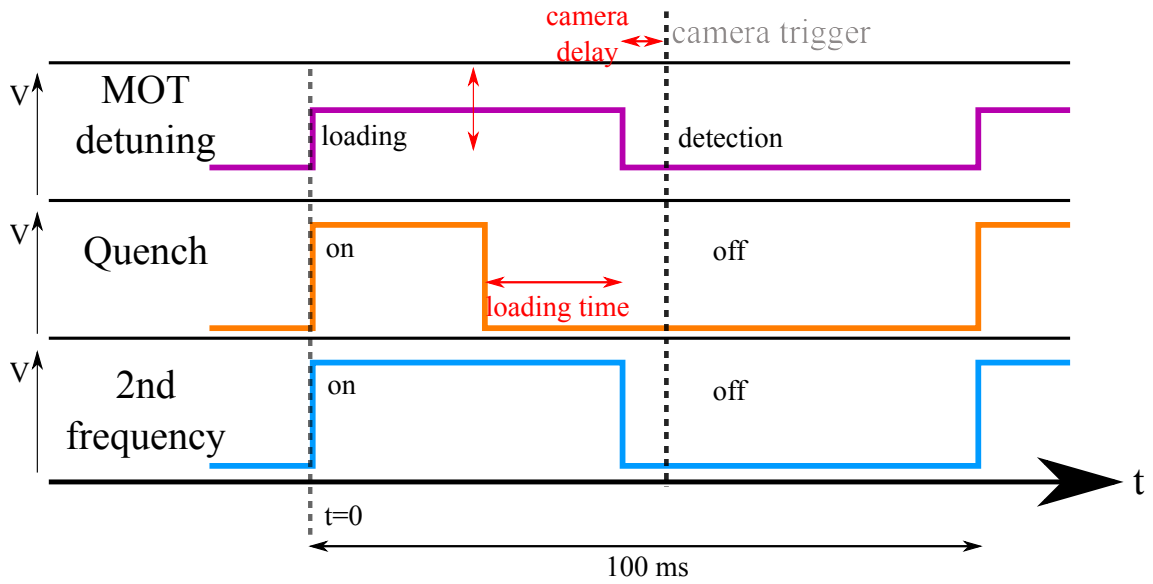 camera
delay
camera trigger
V
MOT
detuning
loading
detection
V
Quench
on
off
loading time
V
2nd
frequency
on
off
t
t=0
100 ms